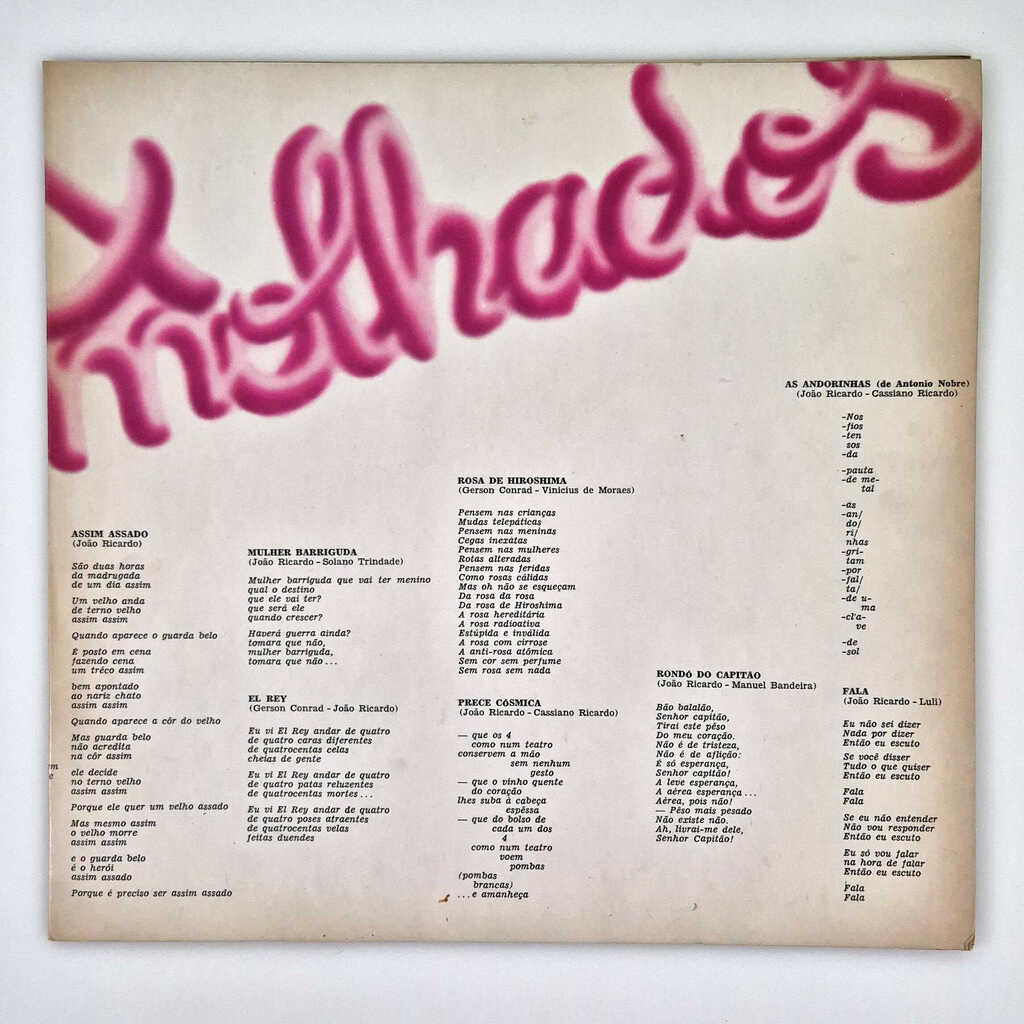 molhados
ASSIM ASSADO
(João Ricardo)
São duas horas
da madrugada
de um dia assim
Um velho anda
de terno velho
assim assim
Quando aparece o guarda belo
É posto em cena
fazendo cena
um trêco assim
bem apontado
ao nariz chato
assim assim
Quando aparece a côr do velho
Mas guarda belo
não acredita
na côr assim
ele decide
no terno velho
assim assim
Porque ele quer um velho assado
Mas mesmo assim
o velho morre
assim assim
e o guarda belo
é o herói
assim assado
Porque é preciso ser assim assado
MULHER BARRIGUDA
(João Ricardo - Solano Trindade)
Mulher barriguda que vai ter menino
qual o destino
que ele vai ter?
que será ele
quando crescer?
Haverá guerra ainda?
tomara que não,
mulher barriguda,
tomara que não...
EL REY
(Gerson Conrad - João Ricardo)
Eu vi El Rey andar de quatro
de quatro caras diferentes
de quatrocentas celas
cheias de gente
Eu vi El Rey andar de quatro
de quatro patas reluzentes
de quatrocentas mortes...
Eu vi El Rey andar de quatro
de quatro poses atraentes
de quatrocentas velas
feitas duendes
ROSA DE HIROSHIMA
(Gerson Conrad - Vinicius de Moraes)
Pensem nas crianças
Mudas telepáticas
Pensem nas meninas
Cegas inexátas
Pensem nas mulheres
Rotas alteradas
Pensem nas feridas
Como rosas cálidas
Mas oh não se esqueçam
Da rosa da rosa
Da rosa de Hiroshima
A rosa hereditária
A rosa radioativa
Estúpida e inválida
A rosa com cirrose
A anti-rosa atômica
Sem cor sem perfume
Sem rosa sem nada
PRECE CÓSMICA
(João Ricardo - Cassiano Ricardo)
— que os 4
como num teatro
conservem a mão
sem nenhum
gesto
— que o vinho quente
do coração
lhes suba à cabeça
espêssa
— que do bolso de
cada um dos
4
como num teatro
voem
pombas
(pombas
brancas)
...e amanheça
RONDÓ DO CAPITÃO
(João Ricardo - Manuel Bandeira)
Bão balalão,
Senhor capitão,
Tirai este pêso
Do meu coração.
Não é de tristeza,
Não é de aflição:
É só esperança,
Senhor capitão!
A leve esperança,
A aérea esperança...
Aérea, pois não!
— Pêso mais pesado
Não existe não.
Ah, livrai-me dele,
Senhor Capitão!
AS ANDORINHAS (de Antonio Nobre)
(João Ricardo - Cassiano Ricardo)
-Nos
-fios
-ten
sos
-da
-pauta
-de me-
tal
-as
-an/
do/
ri/
nhas
-gri-
tam
-por
-fal/
ta/
-de u-
ma
-cl'a-
ve
-de
-sol
FALA
(João Ricardo - Luli)
Eu não sei dizer
Nada por dizer
Então eu escuto
Se você disser
Tudo o que quiser
Então eu escuto
Fala
Fala
Se eu não entender
Não vou responder
Então eu escuto
Eu só vou falar
na hora de falar
Então eu escuto
Fala
Fala